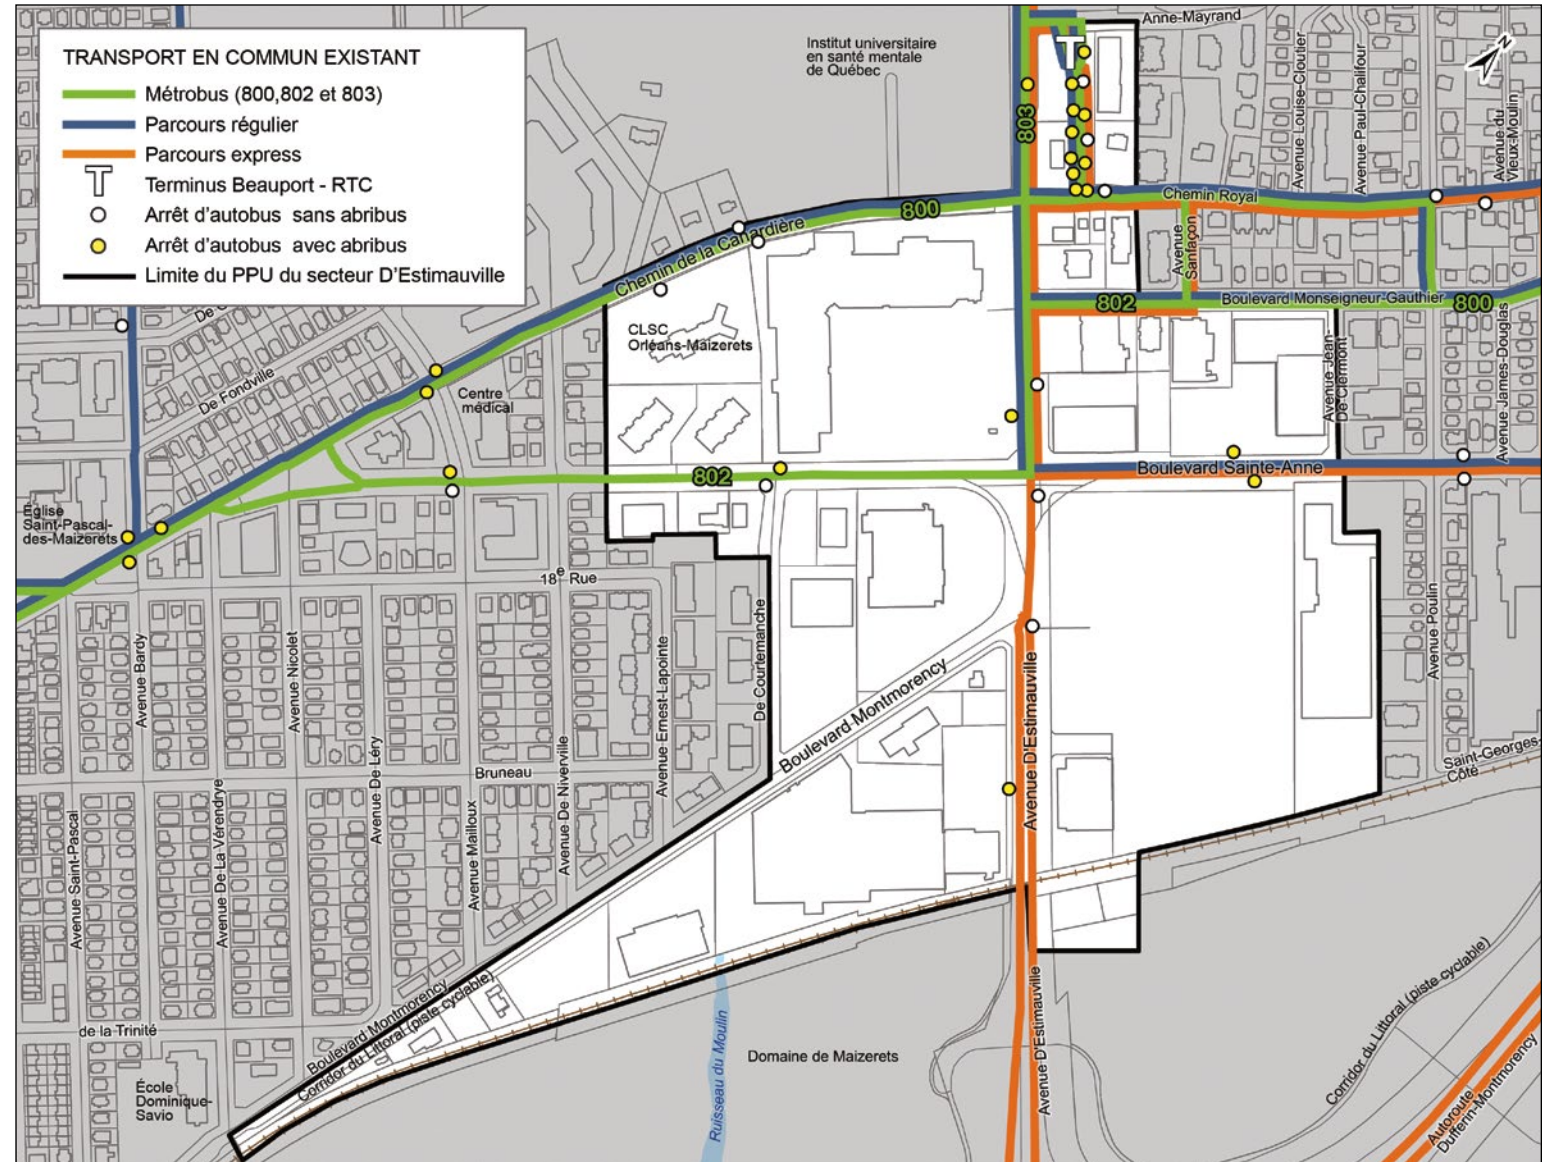 TRANSPORT EN COMMUN EXISTANT
Métrobus (800,802 et 803)
Parcours régulier
Parcours express
T
Terminus Beauport - RTC
Arrêt d'autobus sans abribus
Arrêt d'autobus avec abribus
Limite du PPU du secteur D'Estimauville
Institut universitaire
en santé mentale
de Québec
Anne-Mayrand
N
T
803
Avenue Louise-Cloutier
Avenue Paul-Chalifour
Avenue du
Vieux-Moulin
Chemin Royal
800
Chemin de la Canardière
Avenue
Sanfaçon
802
Boulevard Monseigneur-Gauthier
800
De Fondville
CLSC
Orléans-Maizerets
Centre
médical
Avenue Jean-
De Clermont
Avenue James-Douglas
802
Boulevard Sainte-Anne
Église
Saint-Pascal-
des-Maizerets
18e Rue
Avenue Bardy
Avenue Nicolet
Avenue Ernest-Lapointe
De Courtemanche
Avenue Poulin
Boulevard Montmorency
Avenue D'Estimauville
Saint-Georges-
Côté
Avenue De Léry
Bruneau
Avenue De Niverville
Avenue Mailloux
Avenue Saint-Pascal
Avenue De La Vérendrye
Boulevard Montmorency
Corridor du Littoral (piste cyclable)
de la Trinité
École
Dominique-
Savio
Ruisseau du Moulin
Domaine de Maizerets
Avenue D'Estimauville
Corridor du Littoral (piste cyclable)
Autoroute
Dufferin-Montmorency